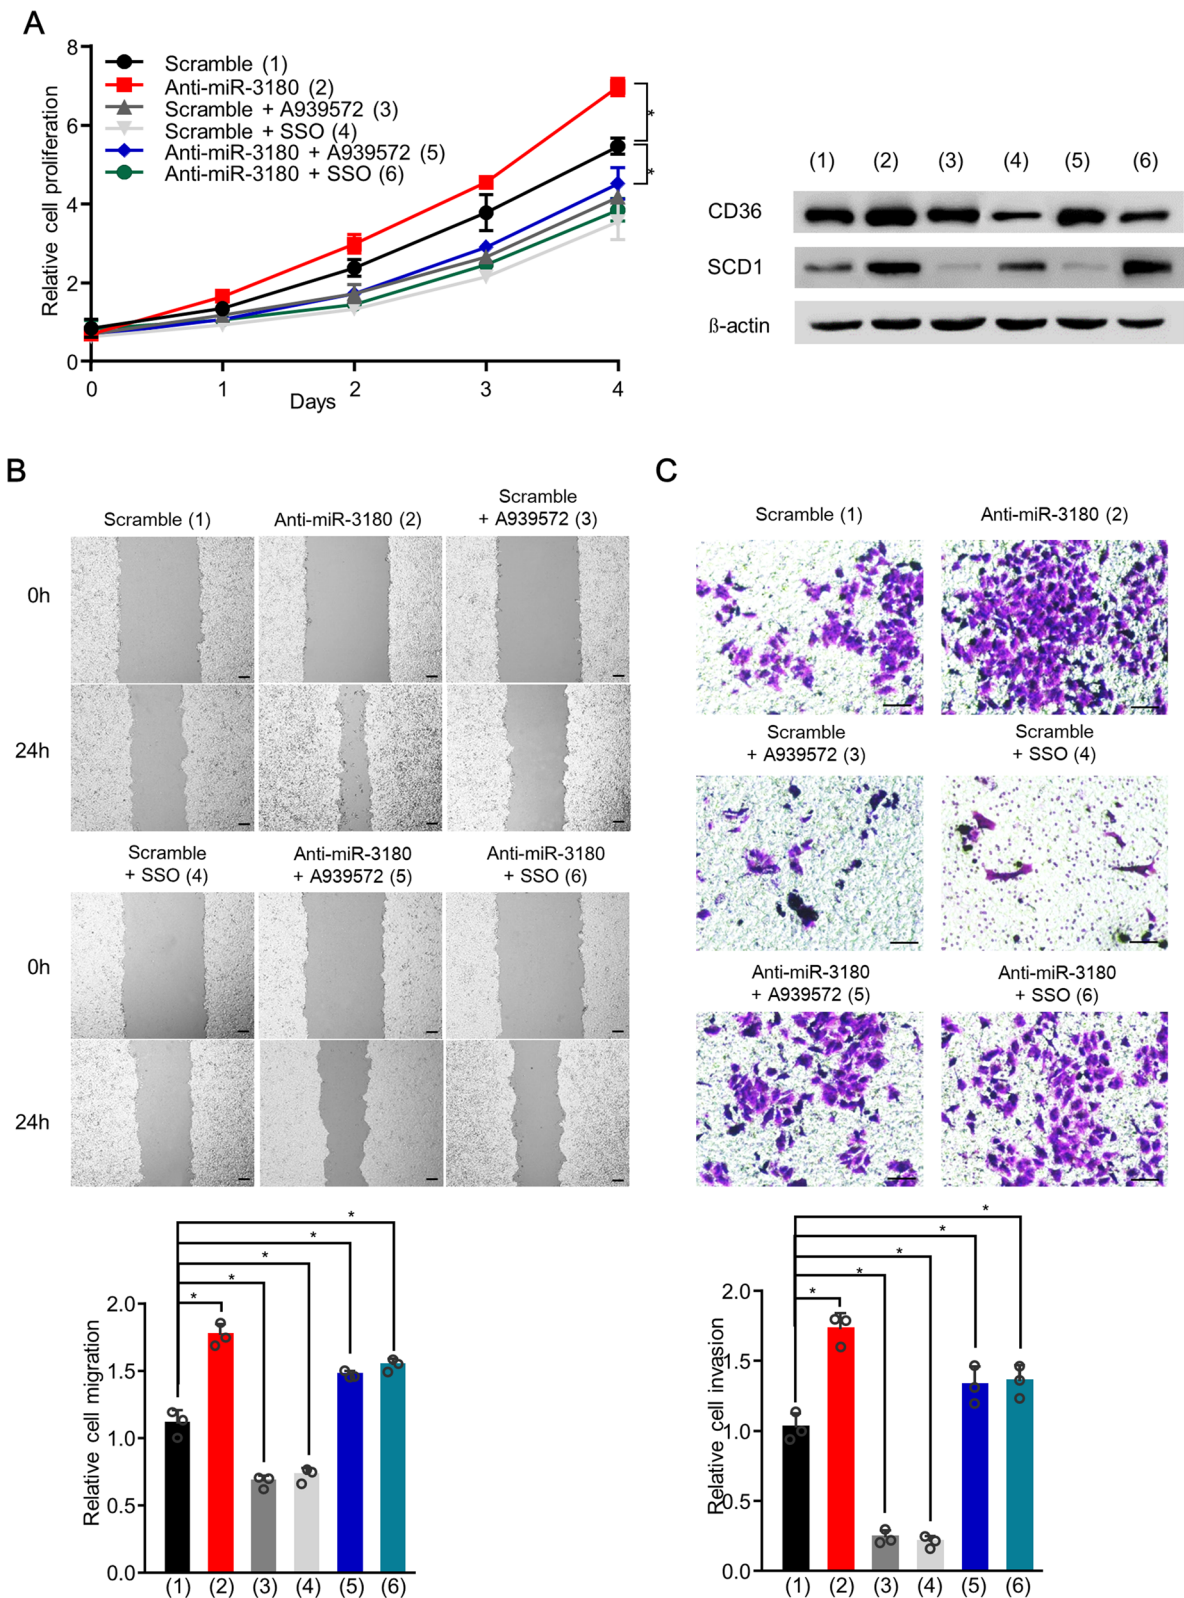 A
8
6
4
2
0
Relative cell proliferation
Scramble (1)
Anti-miR-3180 (2)
Scramble + A939572 (3)
Scramble + SSO (4)
Anti-miR-3180 + A939572 (5)
Anti-miR-3180 + SSO (6)
*
*
0 1 2 3 4
Days
(1) (2) (3) (4) (5) (6)
CD36
SCD1
ß-actin
B
Scramble (1)
Anti-miR-3180 (2)
Scramble
+ A939572 (3)
0h
24h
Scramble
+ SSO (4)
Anti-miR-3180
+ A939572 (5)
Anti-miR-3180
+ SSO (6)
0h
24h
Relative cell migration
2.0
1.5
1.0
0.5
0.0
*
*
*
*
*
(1) (2) (3) (4) (5) (6)
C
Scramble (1)
Anti-miR-3180 (2)
Scramble
+ A939572 (3)
Scramble
+ SSO (4)
Anti-miR-3180
+ A939572 (5)
Anti-miR-3180
+ SSO (6)
Relative cell invasion
2.0
1.5
1.0
0.5
0.0
*
*
*
*
*
(1) (2) (3) (4) (5) (6)